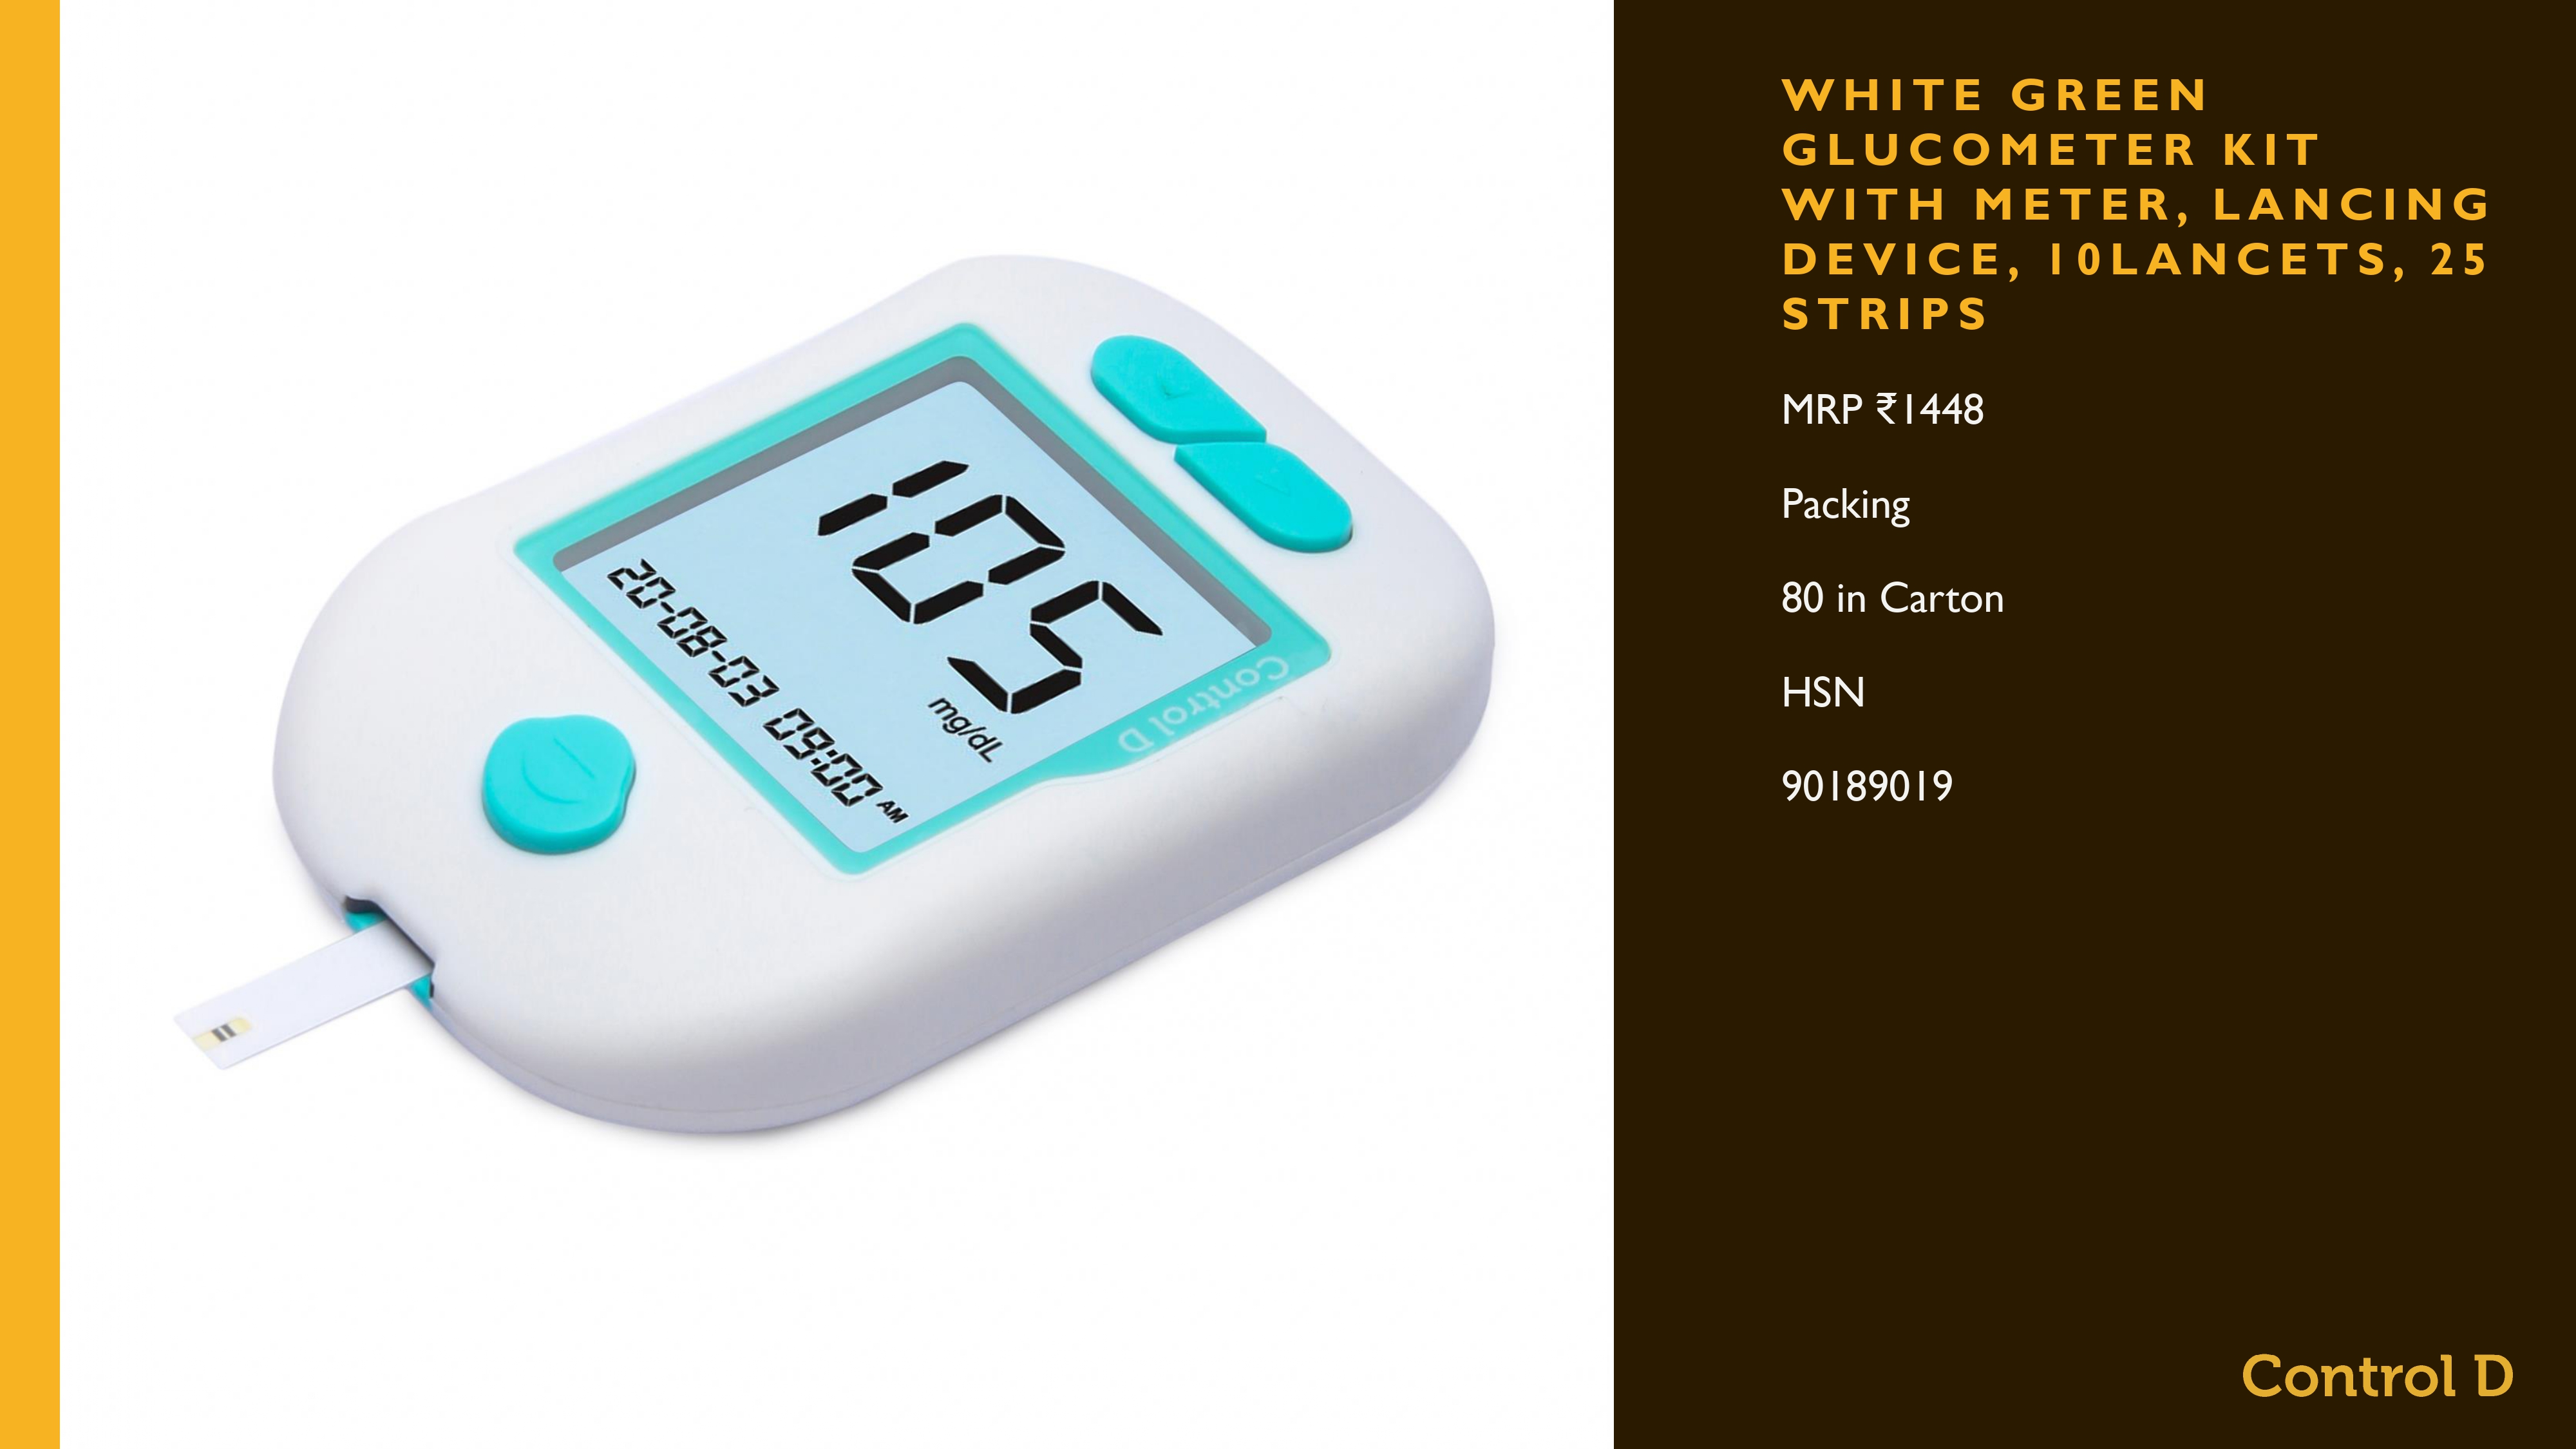 WHITE GREEN
GLUCOMETER KIT
WITH METER, LANCING
DEVICE, 10LANCETS, 25
STRIPS
MRP ₹1448
Packing
80 in Carton
HSN
90189019
105
mg/dL
20-08-03 09:00 AM
Control D
Control D